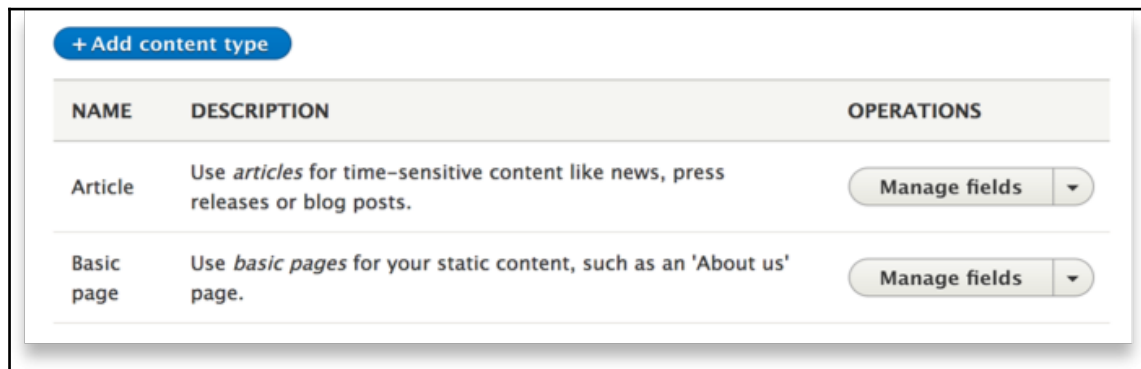 + Add content type
NAME DESCRIPTION OPERATIONS
Article Use articles for time-sensitive content like news, press Manage fields
releases or blog posts.
Basic Use basic pages for your static content, such as an 'About us' Manage fields
page page.